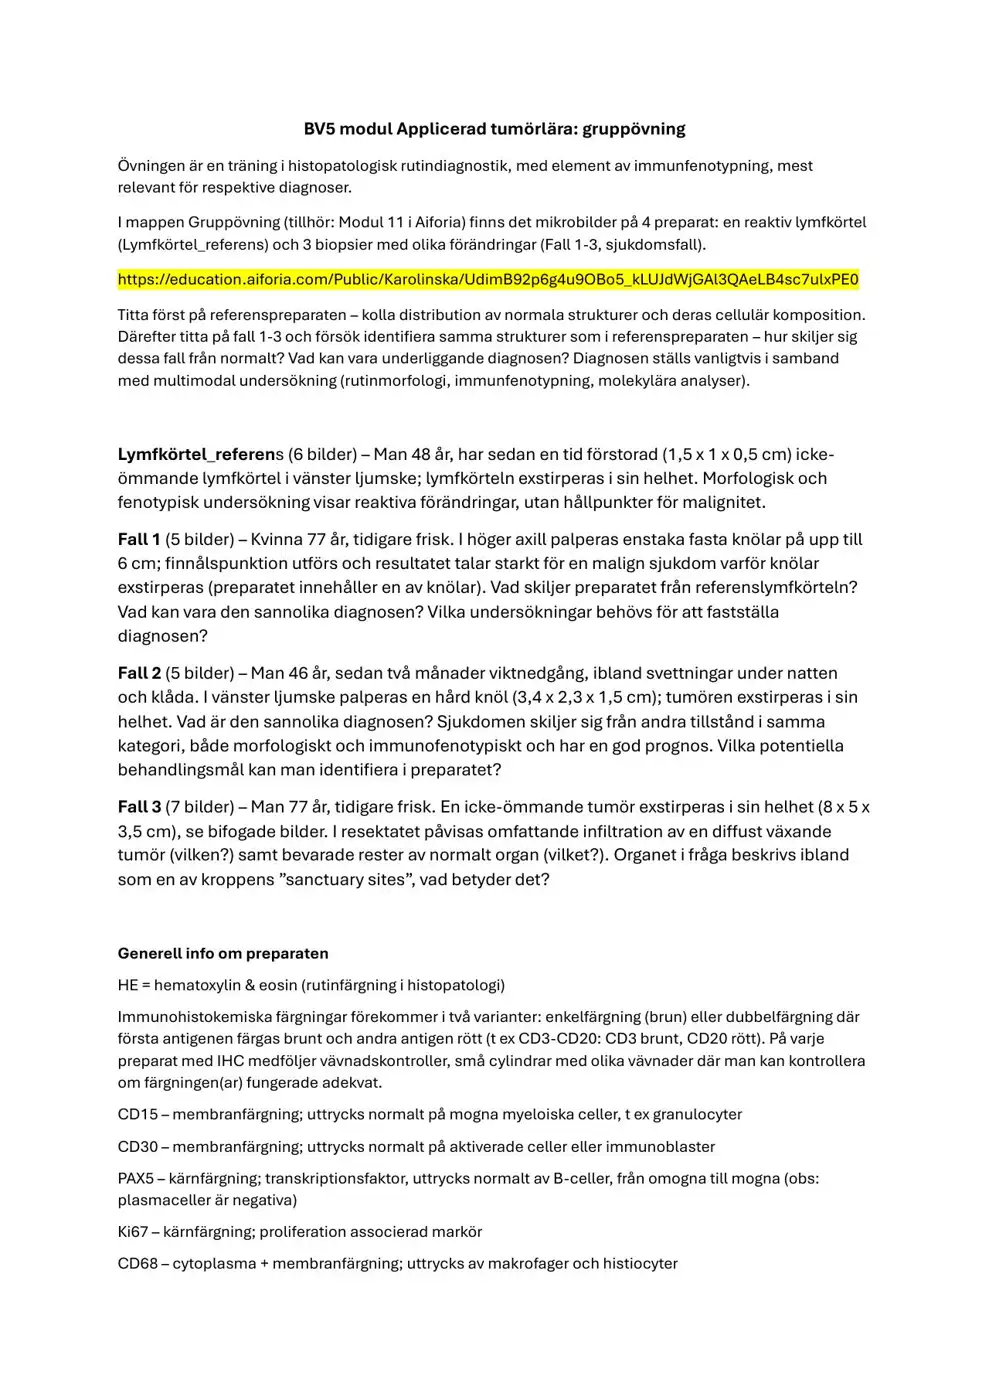 BV5 modul Applicerad tumörlära: gruppövning
Övningen är en träning i histopatologisk rutindiagnostik, med element av immunfenotypning, mest
relevant för respektive diagnoser.
I mappen Gruppövning (tillhör: Modul 11 i Aiforia) finns det mikrobilder på 4 preparat: en reaktiv lymfkörtel
(Lymfkörtel_referens) och 3 biopsier med olika förändringar (Fall 1-3, sjukdomsfall).
https://education.aiforia.com/Public/Karolinska/UdimB92p6g4u9OBo5_kLUJdWjGAl3QAeLB4sc7ulxPE0
Titta först på referenspreparaten – kolla distribution av normala strukturer och deras cellulär komposition.
Därefter titta på fall 1-3 och försök identifiera samma strukturer som i referenspreparaten – hur skiljer sig
dessa fall från normalt? Vad kan vara underliggande diagnosen? Diagnosen ställs vanligtvis i samband
med multimodal undersökning (rutinmorfologi, immunfenotypning, molekylära analyser).
Lymfkörtel_referens (6 bilder) – Man 48 år, har sedan en tid förstorad (1,5 x 1 x 0,5 cm) icke-
ömmande lymfkörtel i vänster ljumske; lymfkörteln exstirperas i sin helhet. Morfologisk och
fenotypisk undersökning visar reaktiva förändringar, utan hållpunkter för malignitet.
Fall 1 (5 bilder) – Kvinna 77 år, tidigare frisk. I höger axill palperas enstaka fasta knölar på upp till
6 cm; finnålspunktion utförs och resultatet talar starkt för en malign sjukdom varför knölar
exstirperas (preparatet innehåller en av knölar). Vad skiljer preparatet från referenslymfkörteln?
Vad kan vara den sannolika diagnosen? Vilka undersökningar behövs för att fastställa
diagnosen?
Fall 2 (5 bilder) – Man 46 år, sedan två månader viktnedgång, ibland svettningar under natten
och klåda. I vänster ljumske palperas en hård knöl (3,4 x 2,3 x 1,5 cm); tumören exstirperas i sin
helhet. Vad är den sannolika diagnosen? Sjukdomen skiljer sig från andra tillstånd i samma
kategori, både morfologiskt och immunofenotypiskt och har en god prognos. Vilka potentiella
behandlingsmål kan man identifiera i preparatet?
Fall 3 (7 bilder) – Man 77 år, tidigare frisk. En icke-ömmande tumör exstirperas i sin helhet (8 x 5 x
3,5 cm), se bifogade bilder. I resektatet påvisas omfattande infiltration av en diffust växande
tumör (vilken?) samt bevarade rester av normalt organ (vilket?). Organet i fråga beskrivs ibland
som en av kroppens ”sanctuary sites”, vad betyder det?
Generell info om preparaten
HE = hematoxylin & eosin (rutinfärgning i histopatologi)
Immunohistokemiska färgningar förekommer i två varianter: enkelfärgning (brun) eller dubbelfärgning där
första antigenen färgas brunt och andra antigen rött (t ex CD3-CD20: CD3 brunt, CD20 rött). På varje
preparat med IHC medföljer vävnadskontroller, små cylindrar med olika vävnader där man kan kontrollera
om färgningen(ar) fungerade adekvat.
CD15 – membranfärgning; uttrycks normalt på mogna myeloiska celler, t ex granulocyter
CD30 – membranfärgning; uttrycks normalt på aktiverade celler eller immunoblaster
PAX5 – kärnfärgning; transkriptionsfaktor, uttrycks normalt av B-celler, från omogna till mogna (obs:
plasmaceller är negativa)
Ki67 – kärnfärgning; proliferation associerad markör
CD68 – cytoplasma + membranfärgning; uttrycks av makrofager och histiocyter